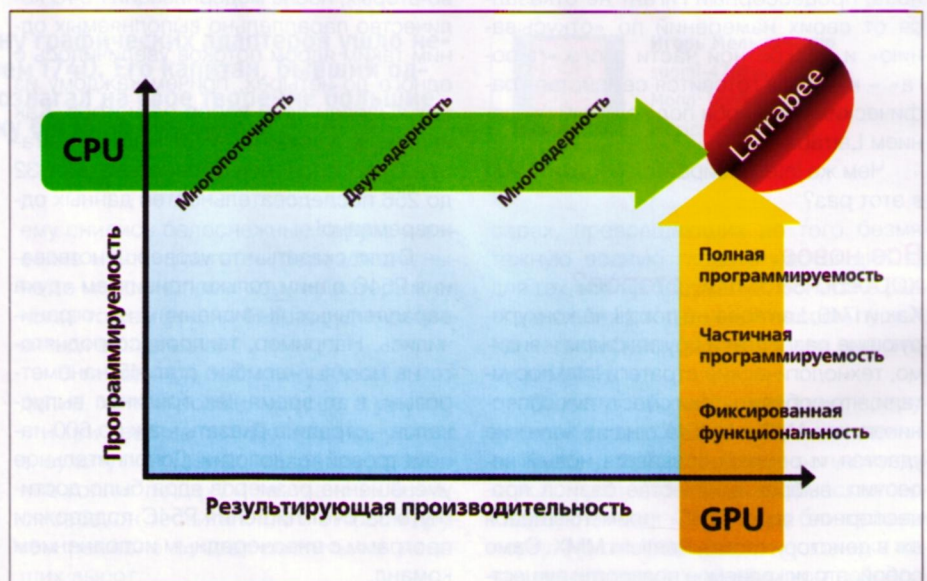 CPU
Многопоточность
Двухъядерность
Многоядерность
Larrabee
Программируемость
Полная
программируемость
Частичная
программируемость
Фиксированная
функциональность
Результирующая производительность
GPU